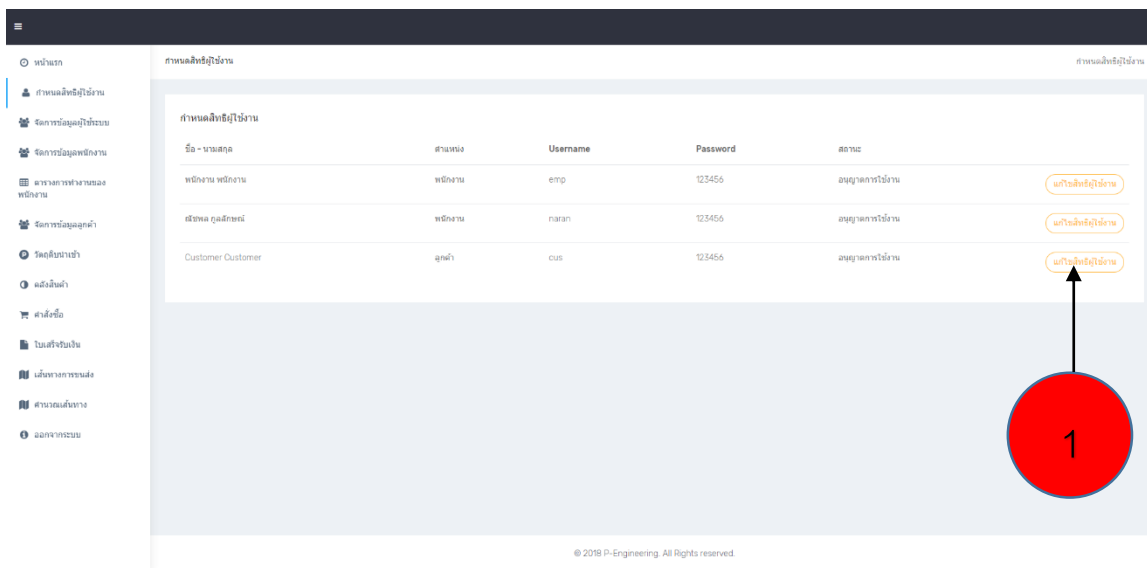 หน้าแรก
กำหนดสิทธิผู้ใช้งาน
จัดการข้อมูลผู้ใช้ระบบ
จัดการข้อมูลพนักงาน
ตารางการทำงานของ
พนักงาน
จัดการข้อมูลลูกค้า
วัตถุดิบนำเข้า
คลังสินค้า
คำสั่งซื้อ
ใบเสร็จรับเงิน
เส้นทางการขนส่ง
คำนวณเส้นทาง
ออกจากระบบ
กำหนดสิทธิผู้ใช้งาน กำหนดสิทธิผู้ใช้งาน
กำหนดสิทธิผู้ใช้งาน
ชื่อ - นามสกุล ตำแหน่ง Username Password สถานะ
พนักงาน พนักงาน พนักงาน emp 123456 อนุญาตการใช้งาน แก้ไขสิทธิผู้ใช้งาน
ณัชพล กูลลักษณ์ พนักงาน naran 123456 อนุญาตการใช้งาน แก้ไขสิทธิผู้ใช้งาน
Customer Customer ลูกค้า cus 123456 อนุญาตการใช้งาน แก้ไขสิทธิผู้ใช้งาน
1
© 2018 P-Engineering. All Rights reserved.